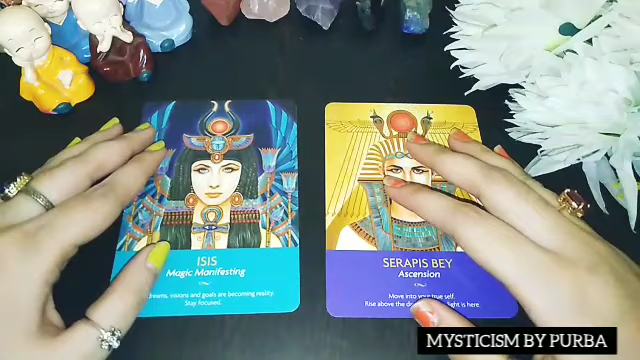 ISIS
Magic Manifesting
dreams, visions and goals are becoming reality.
Stay focused.
SERAPIS BEY
Ascension
Move into your true self.
Rise above the light is here.
MYSTICISM BY PURBA